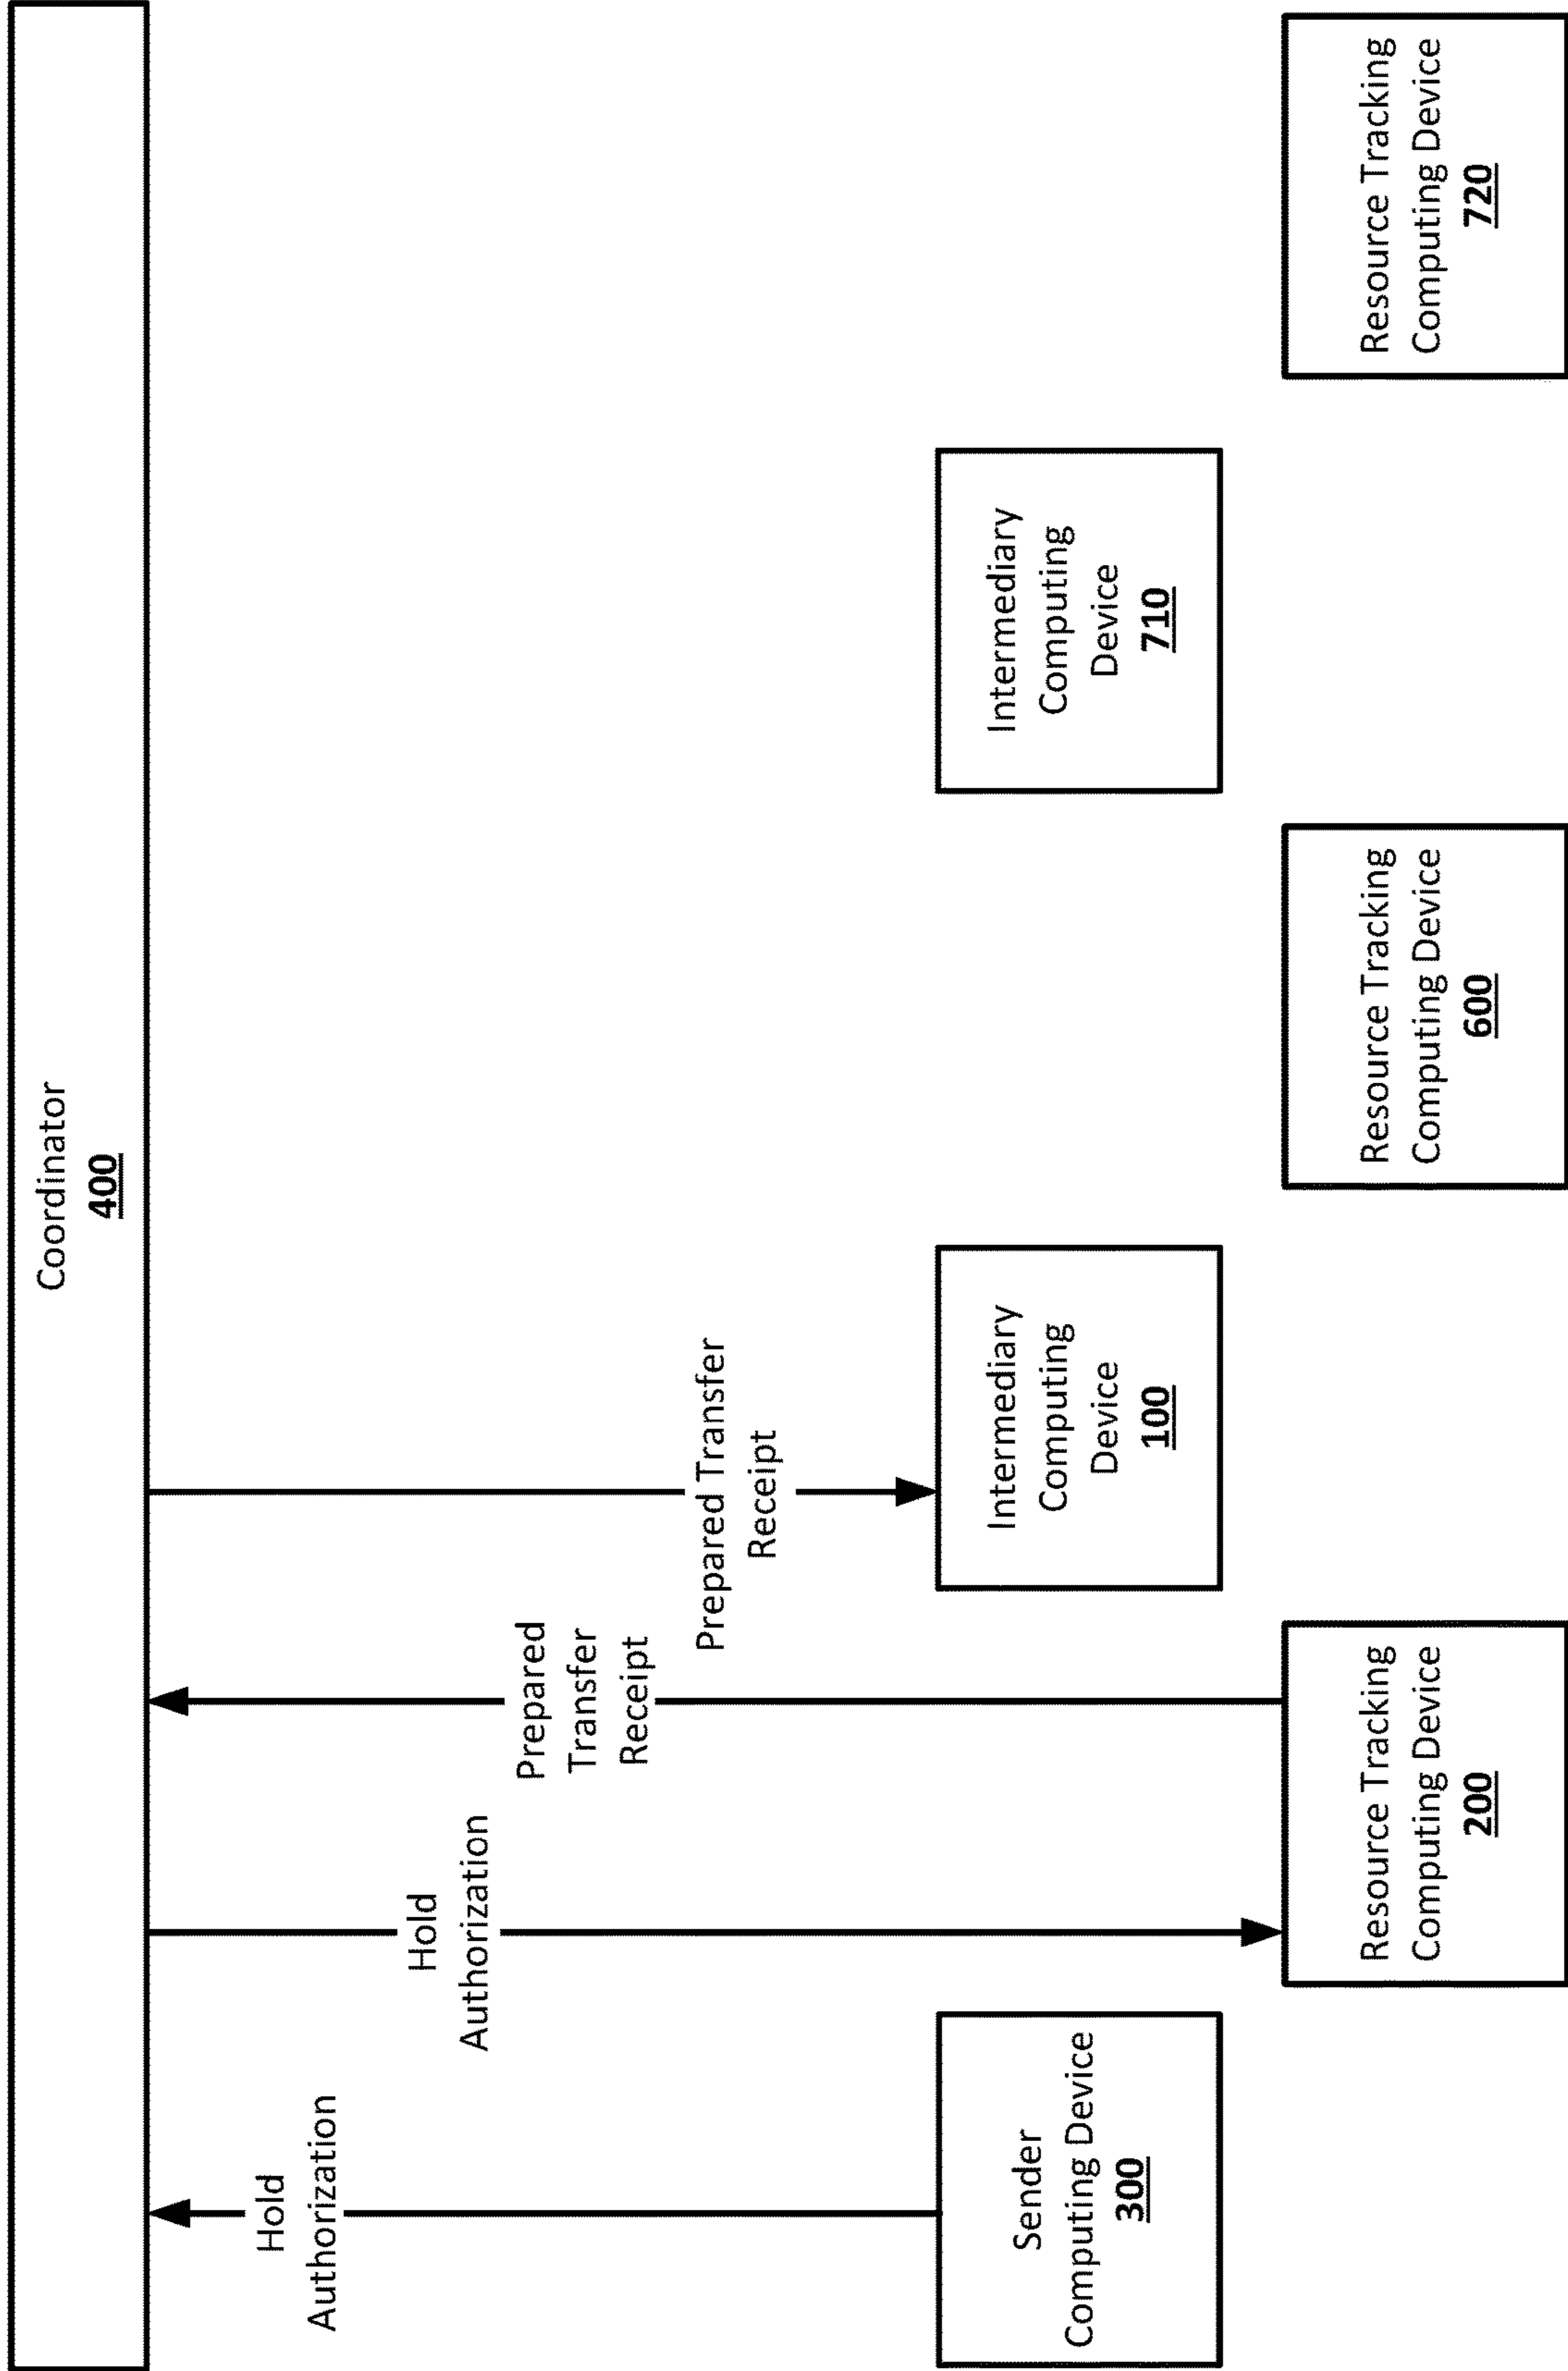 Coordinator
400
Hold
Authorization
Hold
Authorization
Prepared
Transfer
Receipt
Prepared Transfer
Receipt
Sender
Computing Device
300
Intermediary
Computing
Device
100
Intermediary
Computing
Device
710
Resource Tracking
Computing Device
200
Resource Tracking
Computing Device
600
Resource Tracking
Computing Device
720